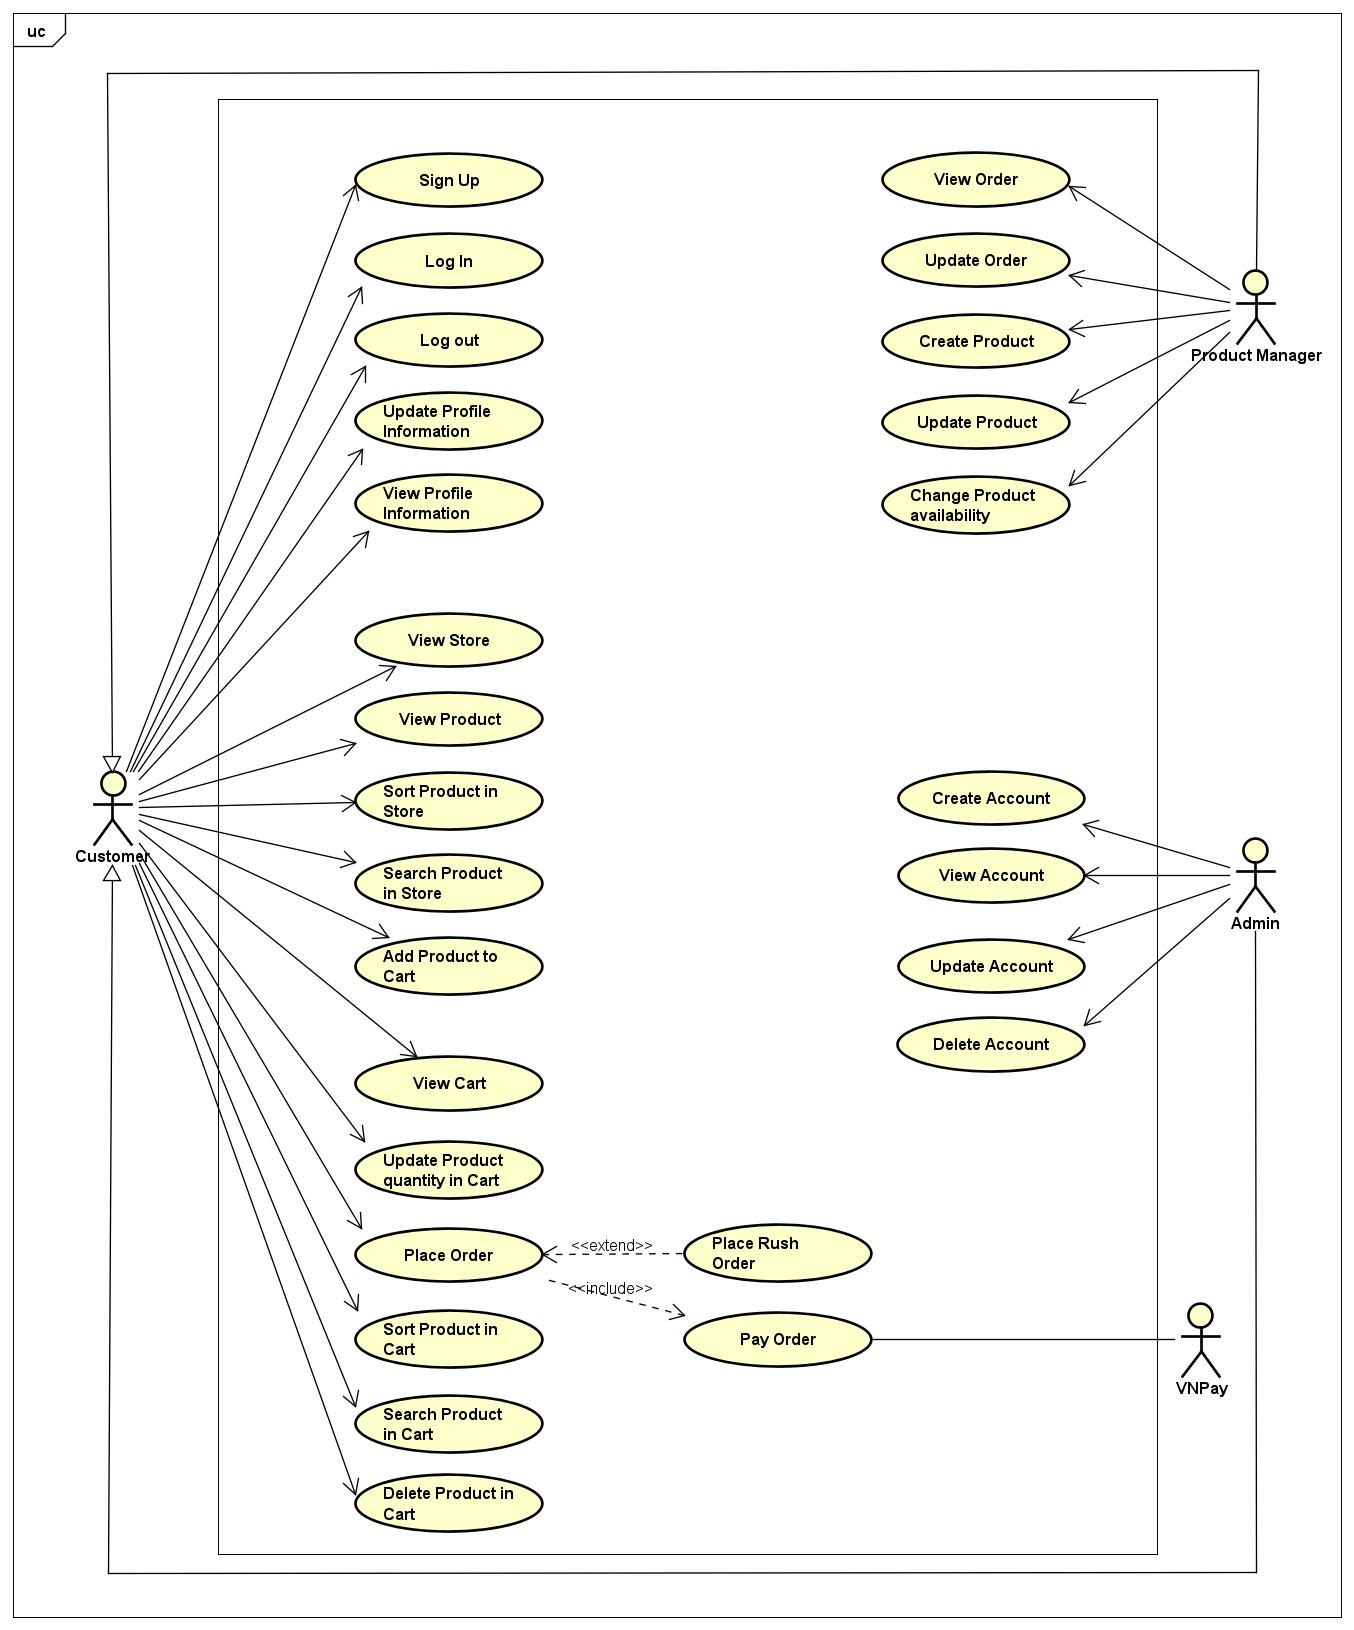 uc
Sign Up
Log In
Log out
Update Profile
Information
View Profile
Information
View Store
View Product
Sort Product in
Store
Search Product
in Store
Add Product to
Cart
View Cart
Update Product
quantity in Cart
Place Order
Sort Product in
Cart
Search Product
in Cart
Delete Product in
Cart
Customer
<<extend>>
<<include>>
Place Rush
Order
Pay Order
View Order
Update Order
Create Product
Update Product
Change Product
availability
Product Manager
Create Account
View Account
Update Account
Delete Account
Admin
VNPay